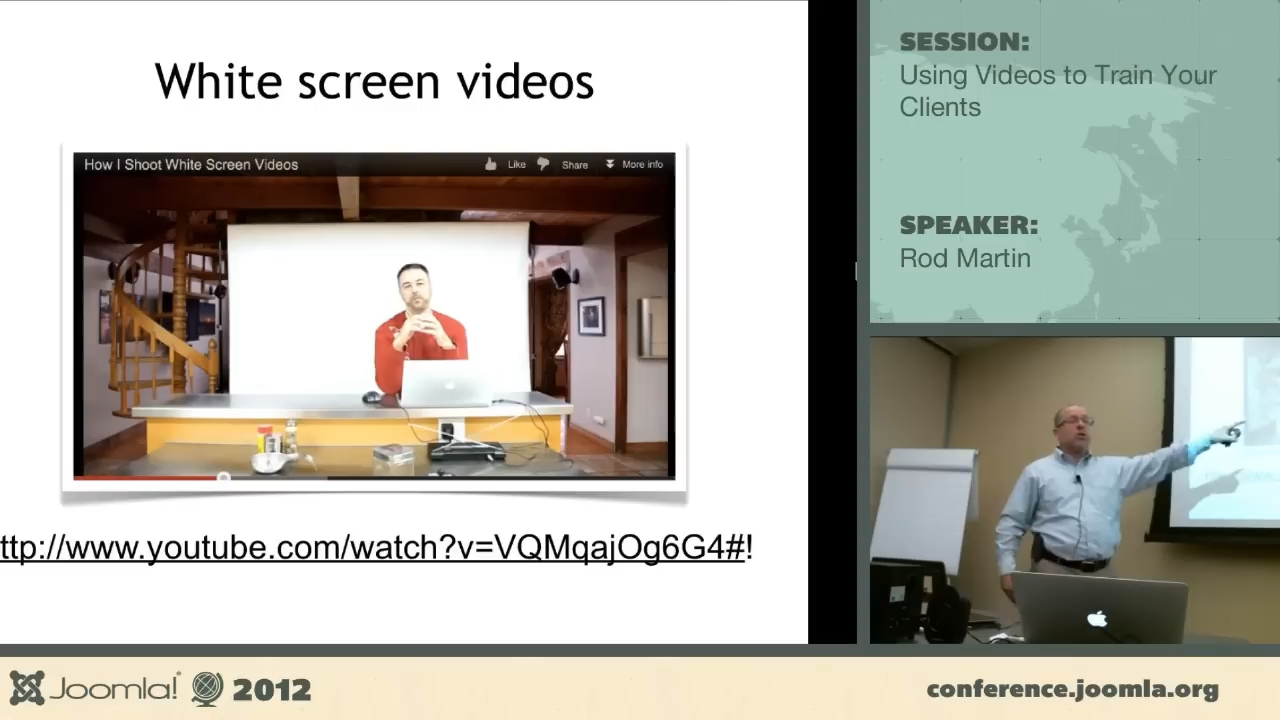 White screen videos
How I Shoot White Screen Videos
Like
Share
More info
ttp://www.youtube.com/watch?v=VQMqajOg6G4#!
SESSION:
Using Videos to Train Your
Clients
SPEAKER:
Rod Martin
Joomla! 2012
conference.joomla.org